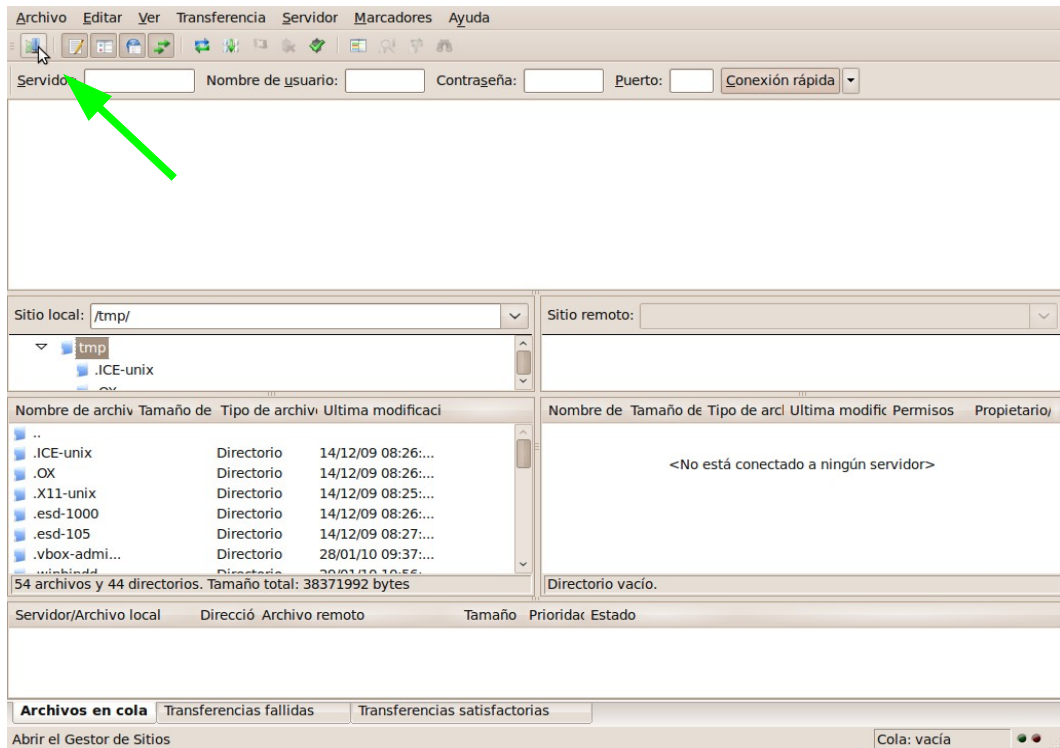 Archivo Editar Ver Transferencia Servidor Marcadores Ayuda
Servidor: Nombre de usuario: Contraseña: Puerto: Conexión rápida
Sitio local: /tmp/ Sitio remoto:
tmp
.ICE-unix
Nombre de archiv Tamaño de Tipo de archiv Ultima modificaci Nombre de Tamaño de Tipo de arcl Ultima modific Permisos Propietario/
..
.ICE-unix Directorio 14/12/09 08:26:...
<No está conectado a ningún servidor>
.OX Directorio 14/12/09 08:26:...
.X11-unix Directorio 14/12/09 08:25:...
.esd-1000 Directorio 14/12/09 08:26:...
.esd-105 Directorio 14/12/09 08:27:...
.vbox-admi... Directorio 28/01/10 09:37:...
54 archivos y 44 directorios. Tamaño total: 38371992 bytes Directorio vacío.
Servidor/Archivo local Direcció Archivo remoto Tamaño Prioridac Estado
Archivos en cola Transferencias fallidas Transferencias satisfactorias
Abrir el Gestor de Sitios Cola: vacía